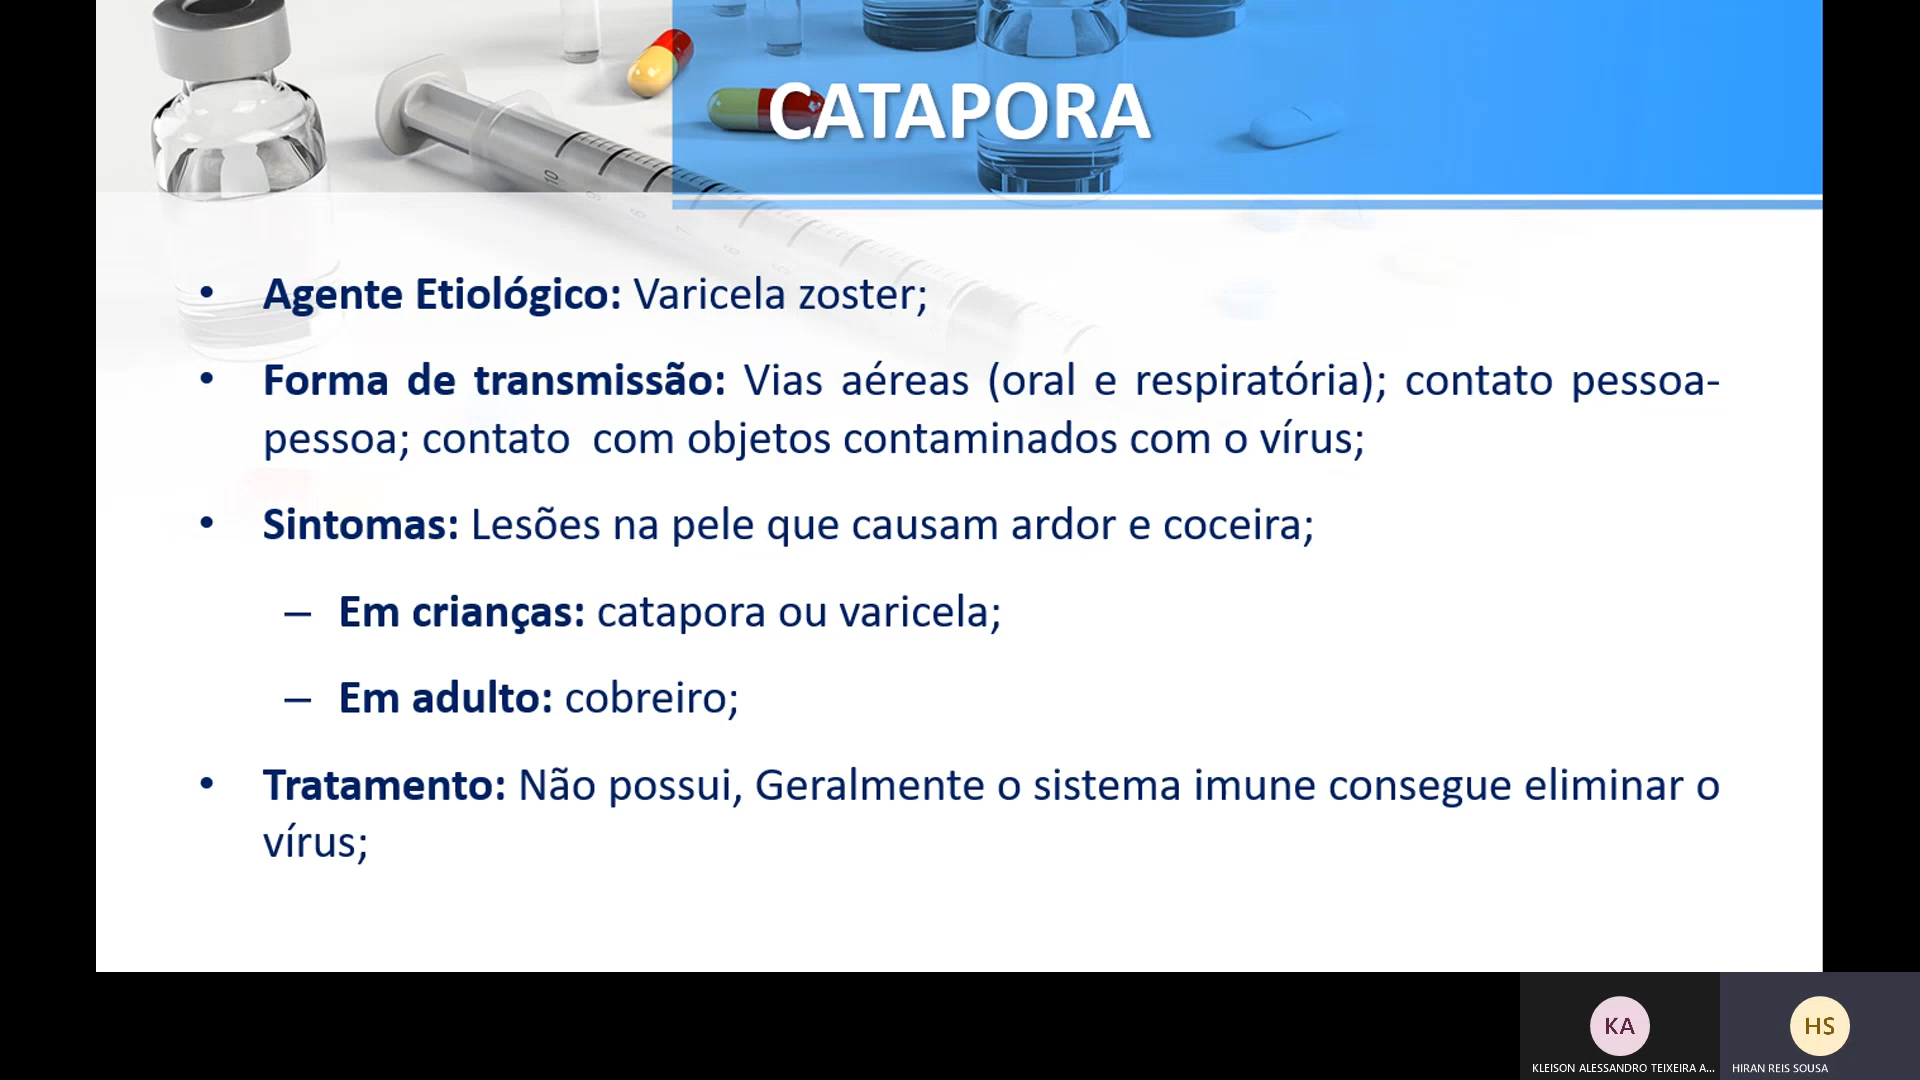 CATAPORA
• Agente Etiológico: Varicela zoster;
• Forma de transmissão: Vias aéreas (oral e respiratória); contato pessoa-
pessoa; contato com objetos contaminados com o vírus;
• Sintomas: Lesões na pele que causam ardor e coceira;
– Em crianças: catapora ou varicela;
– Em adulto: cobreiro;
• Tratamento: Não possui, Geralmente o sistema imune consegue eliminar o
vírus;
KA
HS
KLEISON ALESSANDRO TEIXEIRA A...
HIRAN REIS SOUSA